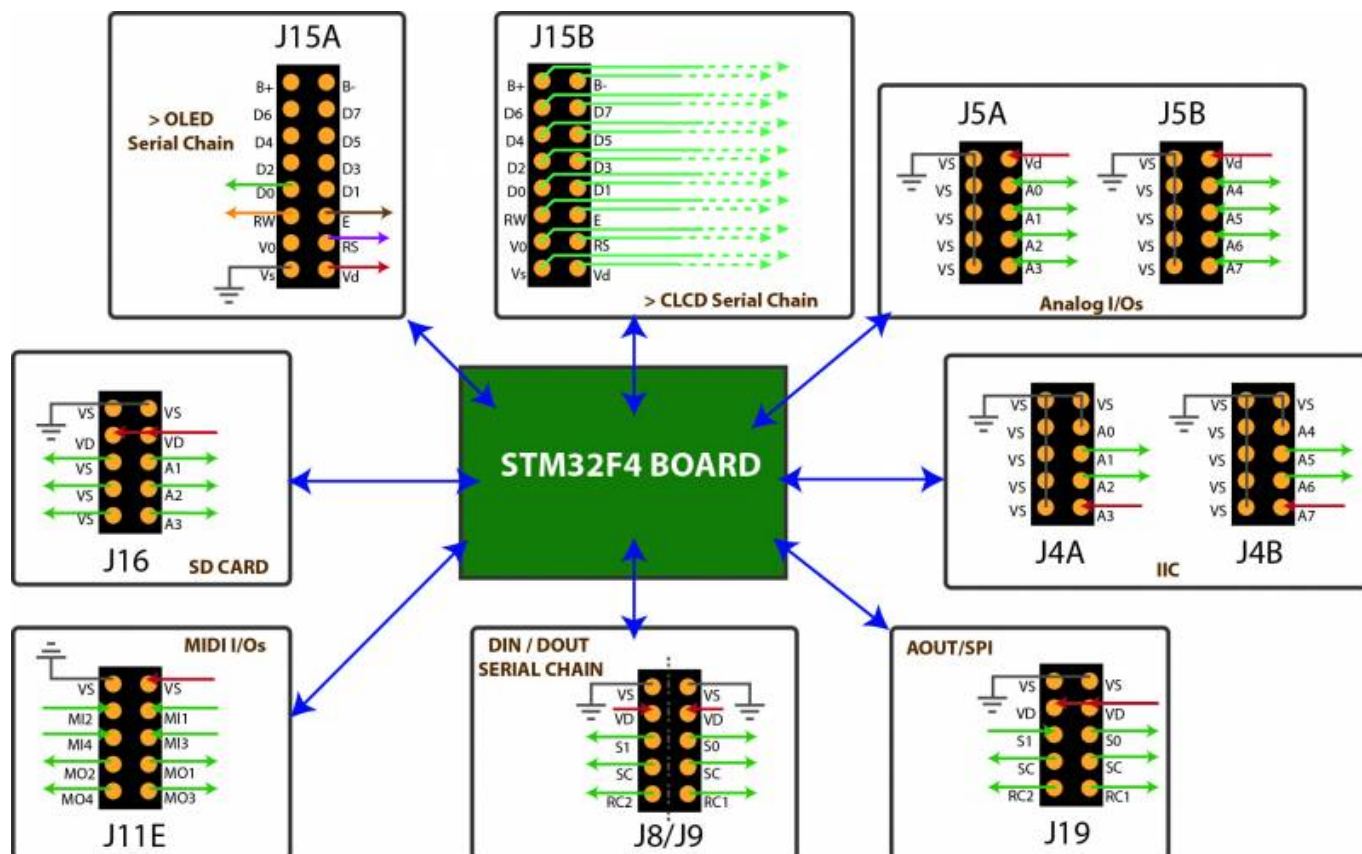 J15A
B+ B-
D6 D7
> OLED
Serial Chain
D4 D5
D2 D3
D0 D1
RW E
V0 RS
Vs Vd
J15B
B+ B-
D6 D7
D4 D5
D2 D3
D0 D1
RW E
V0 RS
Vs Vd
> CLCD Serial Chain
J5A J5B
VS Vd VS Vd
VS A0 VS A4
VS A1 VS A5
VS A2 VS A6
VS A3 VS A7
Analog I/Os
VS VS
VD VD
VS A1
VS A2
VS A3
J16
SD CARD
STM32F4 BOARD
VS VS VS VS
VS A0 VS A4
VS A1 VS A5
VS A2 VS A6
VS A3 VS A7
J4A J4B
IIC
MIDI I/Os
VS VS
MI2 MI1
MI4 MI3
MO2 MO1
MO4 MO3
J11E
DIN / DOUT
SERIAL CHAIN
VS VS
VD VD
S1 S0
SC SC
RC2 RC1
J8/J9
AOUT/SPI
VS VS
VD VD
S1 S0
SC SC
RC2 RC1
J19